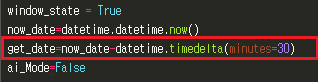 window_state = True
now_date=datetime.datetime.now()
get_date=now_date-datetime.timedelta(minutes=30)
ai_Mode=False